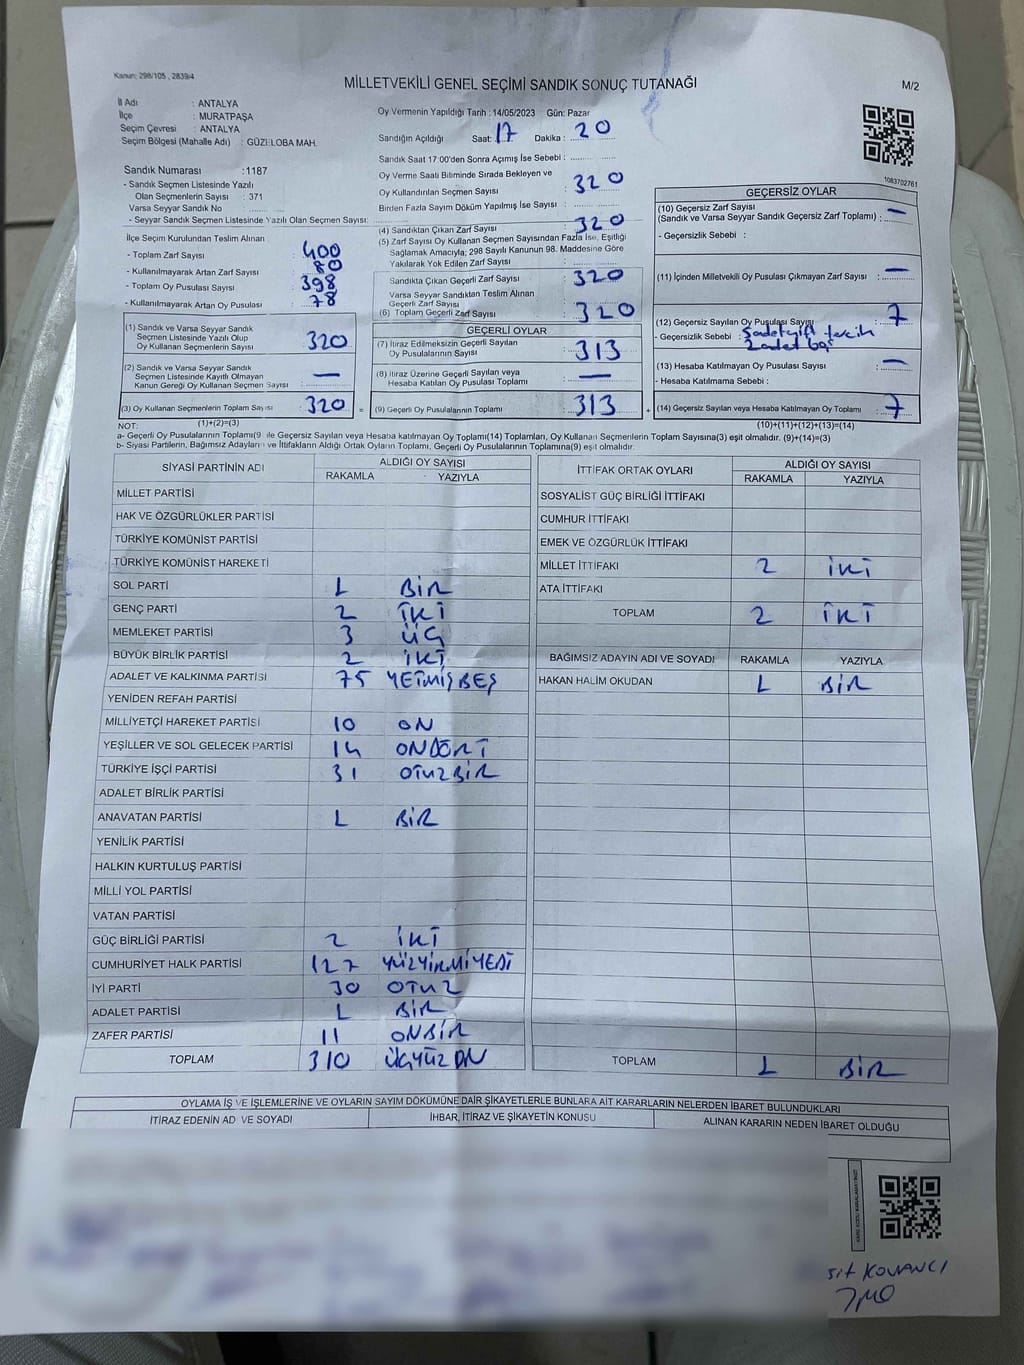 Kanun: 298/105 , 2839/4
MİLLETVEKİLİ GENEL SEÇİMİ SANDIK SONUÇ TUTANAĞI
M/2
İl Adı : ANTALYA
İlçe : MURATPAŞA
Seçim Çevresi : ANTALYA
Seçim Bölgesi (Mahalle Adı) : GÜZELOBA MAH.
Sandık Numarası :1187
- Sandık Seçmen Listesinde Yazılı
Olan Seçmenlerin Sayısı : 371
Varsa Seyyar Sandık No
- Seyyar Sandık Seçmen Listesinde Yazılı Olan Seçmen Sayısı:
İlçe Seçim Kurulundan Teslim Alınan
- Toplam Zarf Sayısı : 400
- Kullanılmayarak Artan Zarf Sayısı : 80
- Toplam Oy Pusulası Sayısı : 398
- Kullanılmayarak Artan Oy Pusulası : 78
(1) Sandık ve Varsa Seyyar Sandık
Seçmen Listesinde Yazılı Olup
Oy Kullanan Seçmenlerin Sayısı : 320
(2) Sandık ve Varsa Seyyar Sandık
Seçmen Listesinde Kayıtlı Olmayan
Kanun Gereği Oy Kullanan Seçmen Sayısı : —
(3) Oy Kullanan Seçmenlerin Toplam Sayısı : 320 =
(1)+(2)=(3)
Oy Vermenin Yapıldığı Tarih : 14/05/2023 Gün: Pazar
Sandığın Açıldığı Saat: 17 Dakika : 20
Sandık Saat 17:00'den Sonra Açımış İse Sebebi :
Oy Verme Saati Bitiminde Sırada Bekleyen ve
Oy Kullandırılan Seçmen Sayısı : 320
Birden Fazla Sayım Döküm Yapılmış İse Sayısı :
(4) Sandıktan Çıkan Zarf Sayısı : 320
(5) Zarf Sayısı Oy Kullanan Seçmen Sayısından Fazla İse, Eşitliği
Sağlamak Amacıyla; 298 Sayılı Kanunun 98. Maddesine Göre
Yakılarak Yok Edilen Zarf Sayısı :
Sandıkta Çıkan Geçerli Zarf Sayısı : 320
Varsa Seyyar Sandıktan Teslim Alınan
Geçerli Zarf Sayısı :
(6) Toplam Geçerli Zarf Sayısı : 320
GEÇERLİ OYLAR
(7) İtiraz Edilmeksizin Geçerli Sayılan
Oy Pusulalarının Sayısı : 313
(8) İtiraz Üzerine Geçerli Sayılan veya
Hesaba Katılan Oy Pusulası Toplamı : —
(9) Geçerli Oy Pusulalarının Toplamı : 313 +
1083702761
GEÇERSİZ OYLAR
(10) Geçersiz Zarf Sayısı
(Sandık ve Varsa Seyyar Sandık Geçersiz Zarf Toplamı) : —
- Geçersizlik Sebebi :
(11) İçinden Milletvekili Oy Pusulası Çıkmayan Zarf Sayısı : —
(12) Geçersiz Sayılan Oy Pusulası Sayısı : 7
- Geçersizlik Sebebi : 5adet çift tercih
2 adet boş
(13) Hesaba Katılmayan Oy Pusulası Sayısı : —
- Hesaba Katılmama Sebebi :
(14) Geçersiz Sayılan veya Hesaba Katılmayan Oy Toplamı : 7
(10)+(11)+(12)+(13)=(14)
NOT:
a- Geçerli Oy Pusulalarının Toplamı(9) ile Geçersiz Sayılan veya Hesaba katılmayan Oy Toplamı(14) Toplamları, Oy Kullanan Seçmenlerin Toplam Sayısına(3) eşit olmalıdır. (9)+(14)=(3)
b- Siyasi Partilerin, Bağımsız Adayların ve İttifakların Aldığı Ortak Oyların Toplamı, Geçerli Oy Pusulalarının Toplamına(9) eşit olmalıdır.
SİYASİ PARTİNİN ADI ALDIĞI OY SAYISI
RAKAMLA YAZIYLA
MİLLET PARTİSİ
HAK VE ÖZGÜRLÜKLER PARTİSİ
TÜRKİYE KOMÜNİST PARTİSİ
TÜRKİYE KOMÜNİST HAREKETİ
SOL PARTİ 1 BİR
GENÇ PARTİ 2 İKİ
MEMLEKET PARTİSİ 3 ÜÇ
BÜYÜK BİRLİK PARTİSİ 2 İKİ
ADALET VE KALKINMA PARTİSİ 75 YETMİŞBEŞ
YENİDEN REFAH PARTİSİ
MİLLİYETÇİ HAREKET PARTİSİ 10 ON
YEŞİLLER VE SOL GELECEK PARTİSİ 14 ONDÖRT
TÜRKİYE İŞÇİ PARTİSİ 31 OTUZBİR
ADALET BİRLİK PARTİSİ
ANAVATAN PARTİSİ 1 BİR
YENİLİK PARTİSİ
HALKIN KURTULUŞ PARTİSİ
MİLLİ YOL PARTİSİ
VATAN PARTİSİ
GÜÇ BİRLİĞİ PARTİSİ 2 İKİ
CUMHURİYET HALK PARTİSİ 127 YÜZYİRMİYEDİ
İYİ PARTİ 30 OTUZ
ADALET PARTİSİ 1 BİR
ZAFER PARTİSİ 11 ONBİR
TOPLAM 310 ÜÇYÜZON
İTTİFAK ORTAK OYLARI ALDIĞI OY SAYISI
RAKAMLA YAZIYLA
SOSYALİST GÜÇ BİRLİĞİ İTTİFAKI
CUMHUR İTTİFAKI
EMEK VE ÖZGÜRLÜK İTTİFAKI
MİLLET İTTİFAKI 2 İKİ
ATA İTTİFAKI
TOPLAM 2 İKİ
BAĞIMSIZ ADAYIN ADI VE SOYADI RAKAMLA YAZIYLA
HAKAN HALİM OKUDAN 1 BİR
TOPLAM 1 BİR
OYLAMA İŞ VE İŞLEMLERİNE VE OYLARIN SAYIM DÖKÜMÜNE DAİR ŞİKAYETLERLE BUNLARA AİT KARARLARIN NELERDEN İBARET BULUNDUKLARI
İTİRAZ EDENİN AD VE SOYADI İHBAR, İTİRAZ VE ŞİKAYETİN KONUSU ALINAN KARARIN NEDEN İBARET OLDUĞU
KOVANCI